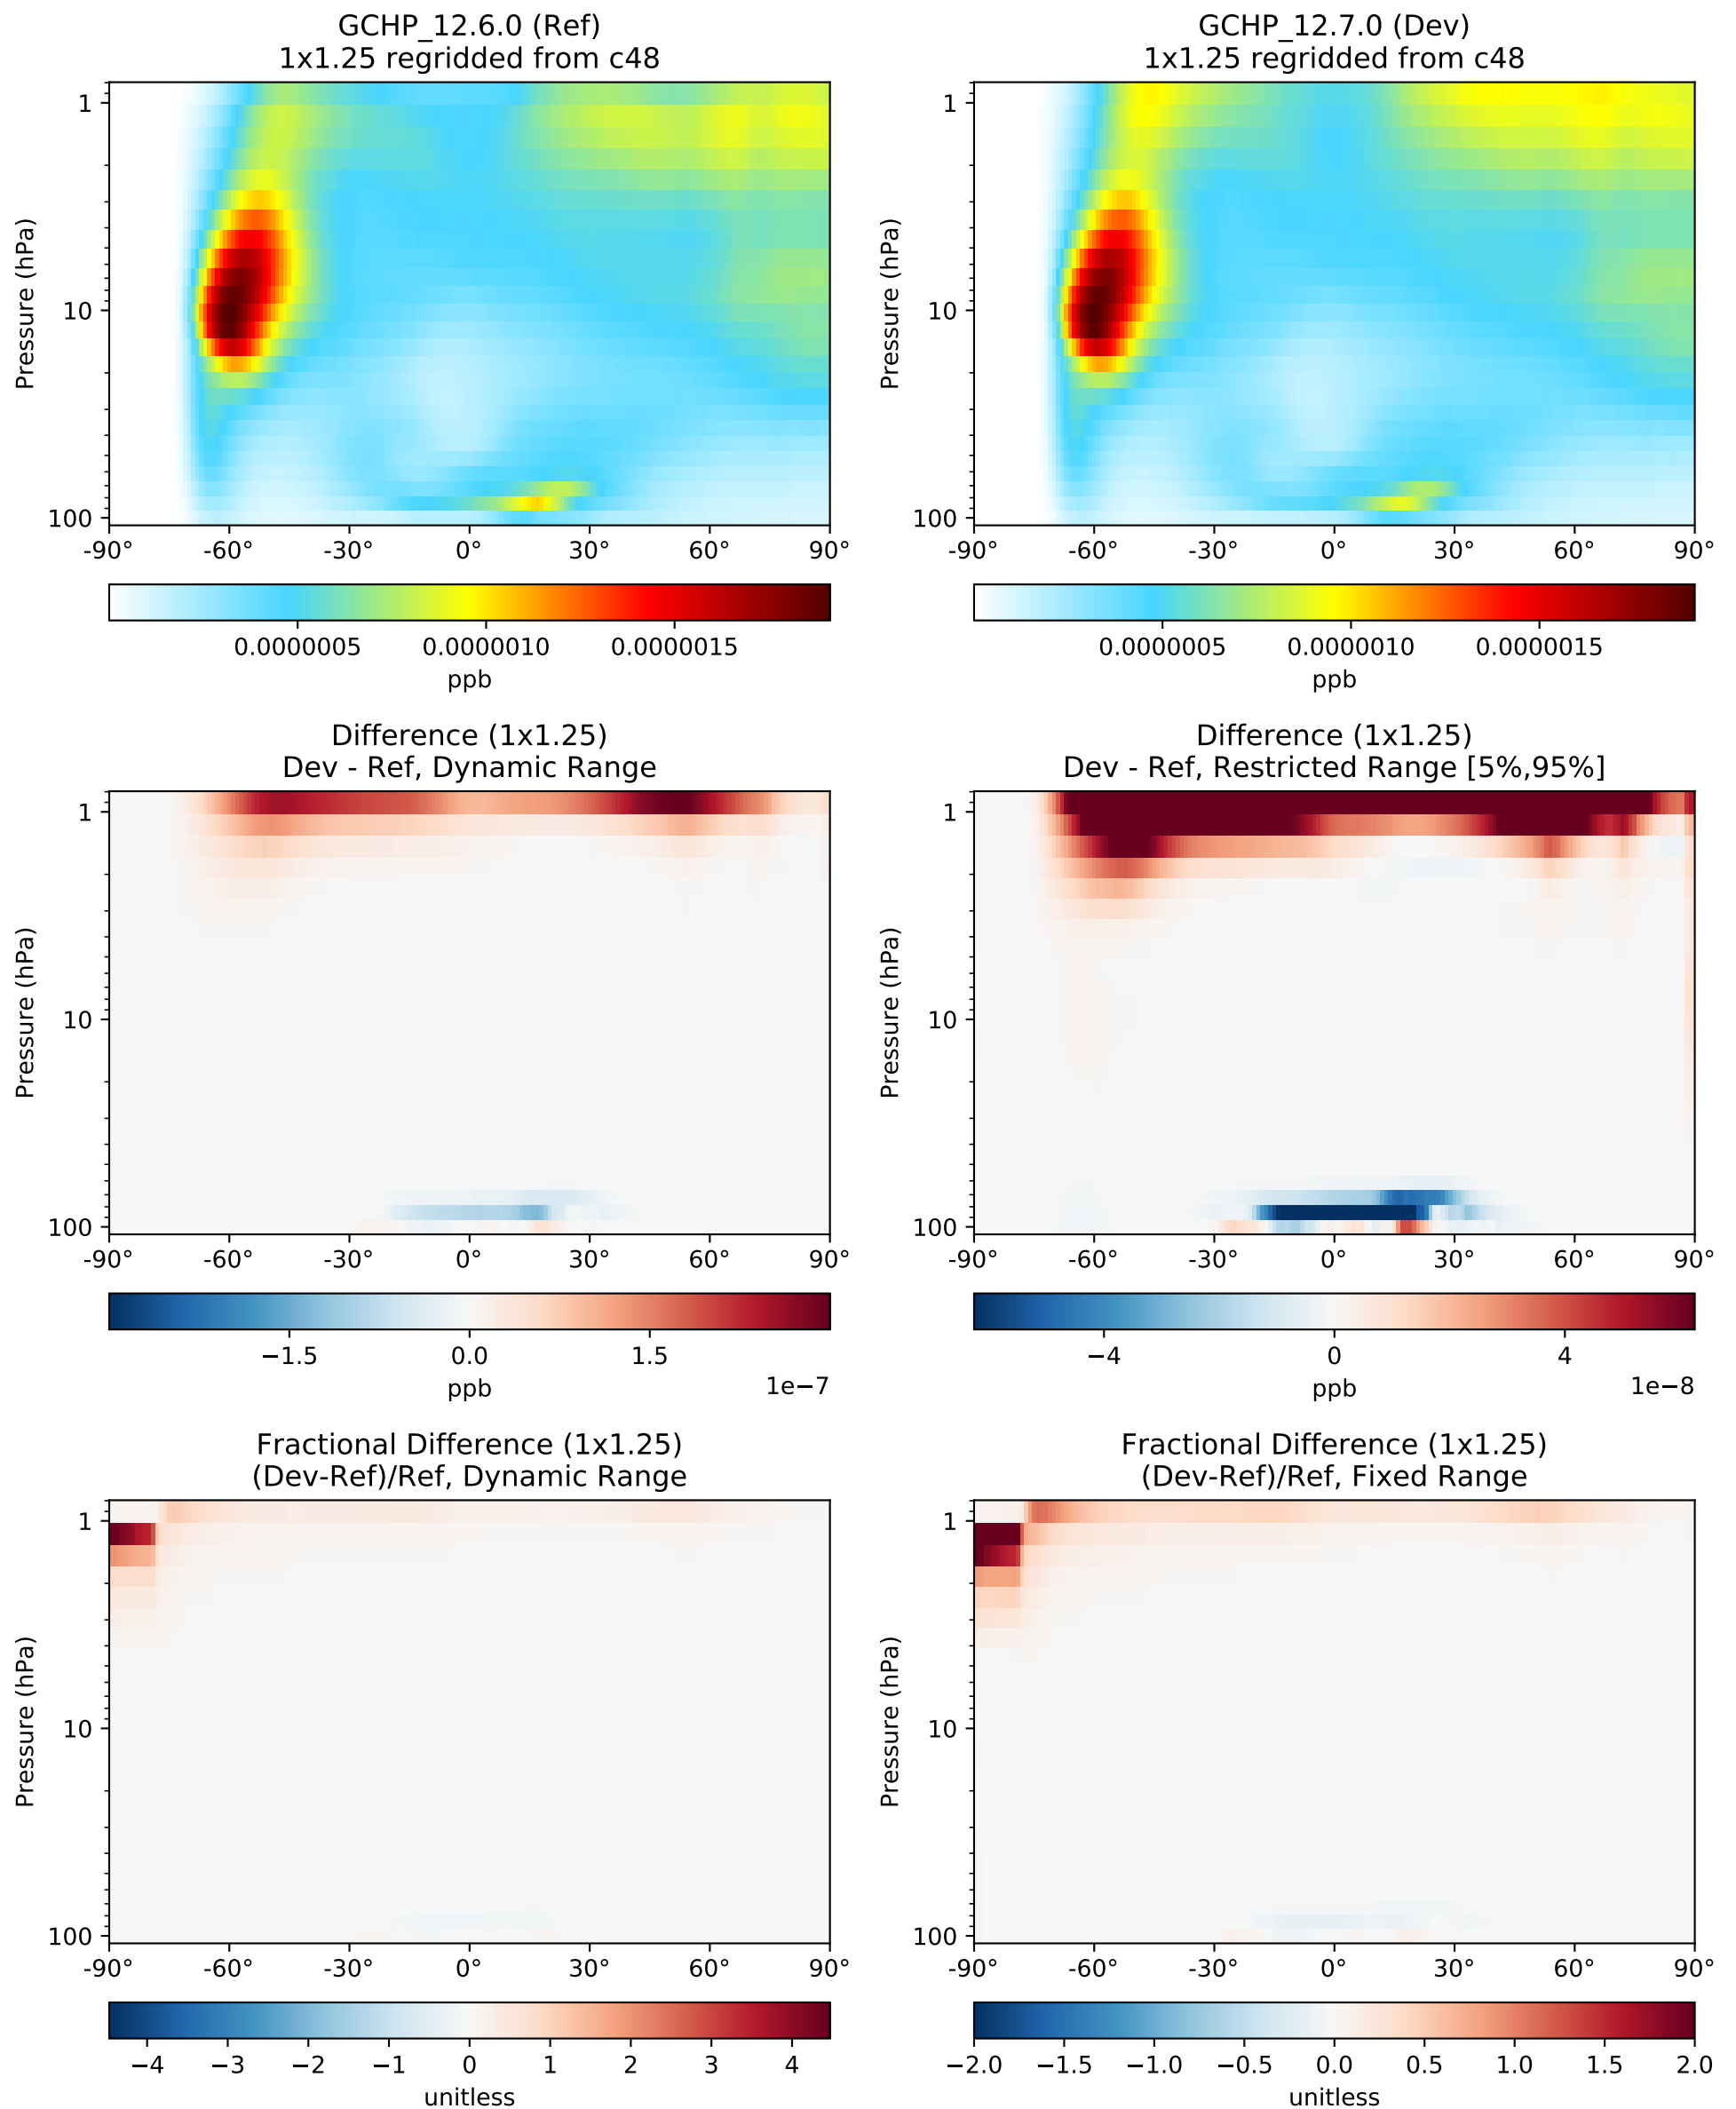 GCHP_12.6.0 (Ref)
1x1.25 regridded from c48
GCHP_12.7.0 (Dev)
1x1.25 regridded from c48
Pressure (hPa)
1
10
100
-90° -60° -30° 0° 30° 60° 90°
0.0000005 0.0000010 0.0000015
ppb
Pressure (hPa)
1
10
100
-90° -60° -30° 0° 30° 60° 90°
0.0000005 0.0000010 0.0000015
ppb
Difference (1x1.25)
Dev - Ref, Dynamic Range
Difference (1x1.25)
Dev - Ref, Restricted Range [5%,95%]
Pressure (hPa)
1
10
100
-90° -60° -30° 0° 30° 60° 90°
−1.5 0.0 1.5
ppb
1e−7
Pressure (hPa)
1
10
100
-90° -60° -30° 0° 30° 60° 90°
−4 0 4
ppb
1e−8
Fractional Difference (1x1.25)
(Dev-Ref)/Ref, Dynamic Range
Fractional Difference (1x1.25)
(Dev-Ref)/Ref, Fixed Range
Pressure (hPa)
1
10
100
-90° -60° -30° 0° 30° 60° 90°
−4 −3 −2 −1 0 1 2 3 4
unitless
Pressure (hPa)
1
10
100
-90° -60° -30° 0° 30° 60° 90°
−2.0 −1.5 −1.0 −0.5 0.0 0.5 1.0 1.5 2.0
unitless